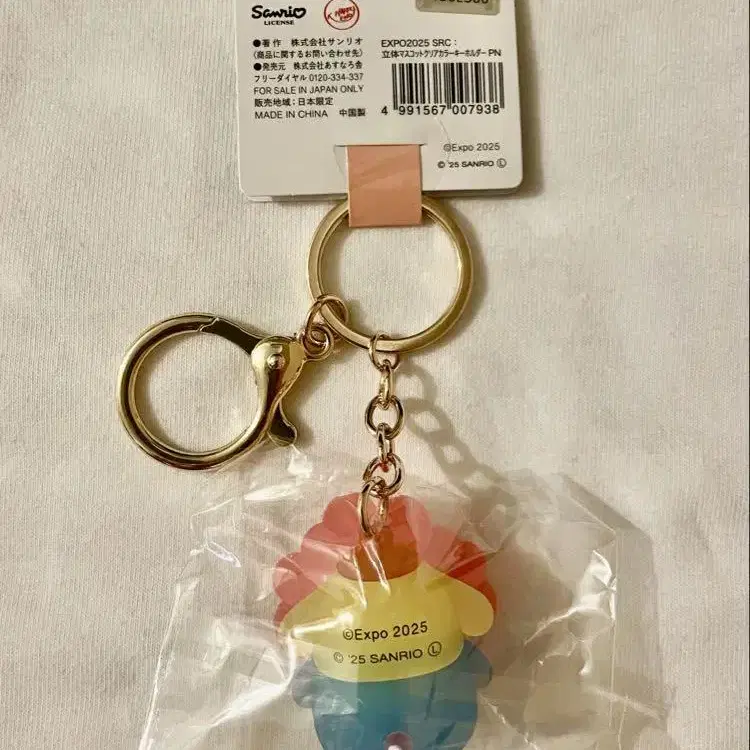 Sanrio
LICENSE
●著作 株式会社サンリオ
(商品に関するお問い合わせ先)
●発売元 株式会社あすなろ舎
フリーダイヤル 0120-334-337
FOR SALE IN JAPAN ONLY
販売地域:日本限定
MADE IN CHINA 中国製
EXPO2025 SRC:
立体マスコットクリアカラーキーホルダー PN
4 991567 007938
©Expo 2025
© '25 SANRIO Ⓛ
©Expo 2025
© '25 SANRIO Ⓛ